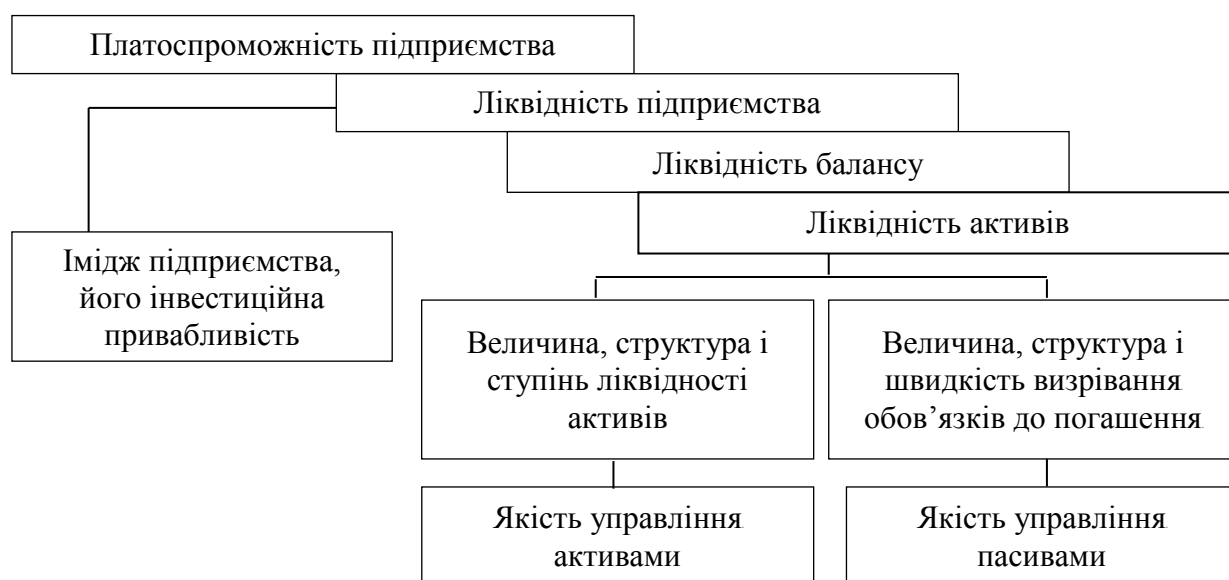 Платоспроможність підприємства
Ліквідність підприємства
Ліквідність балансу
Ліквідність активів
Імідж підприємства,
його інвестиційна
привабливість
Величина, структура і
ступінь ліквідності
активів
Величина, структура і
швидкість визрівання
обов’язків до погашення
Якість управління
активами
Якість управління
пасивами